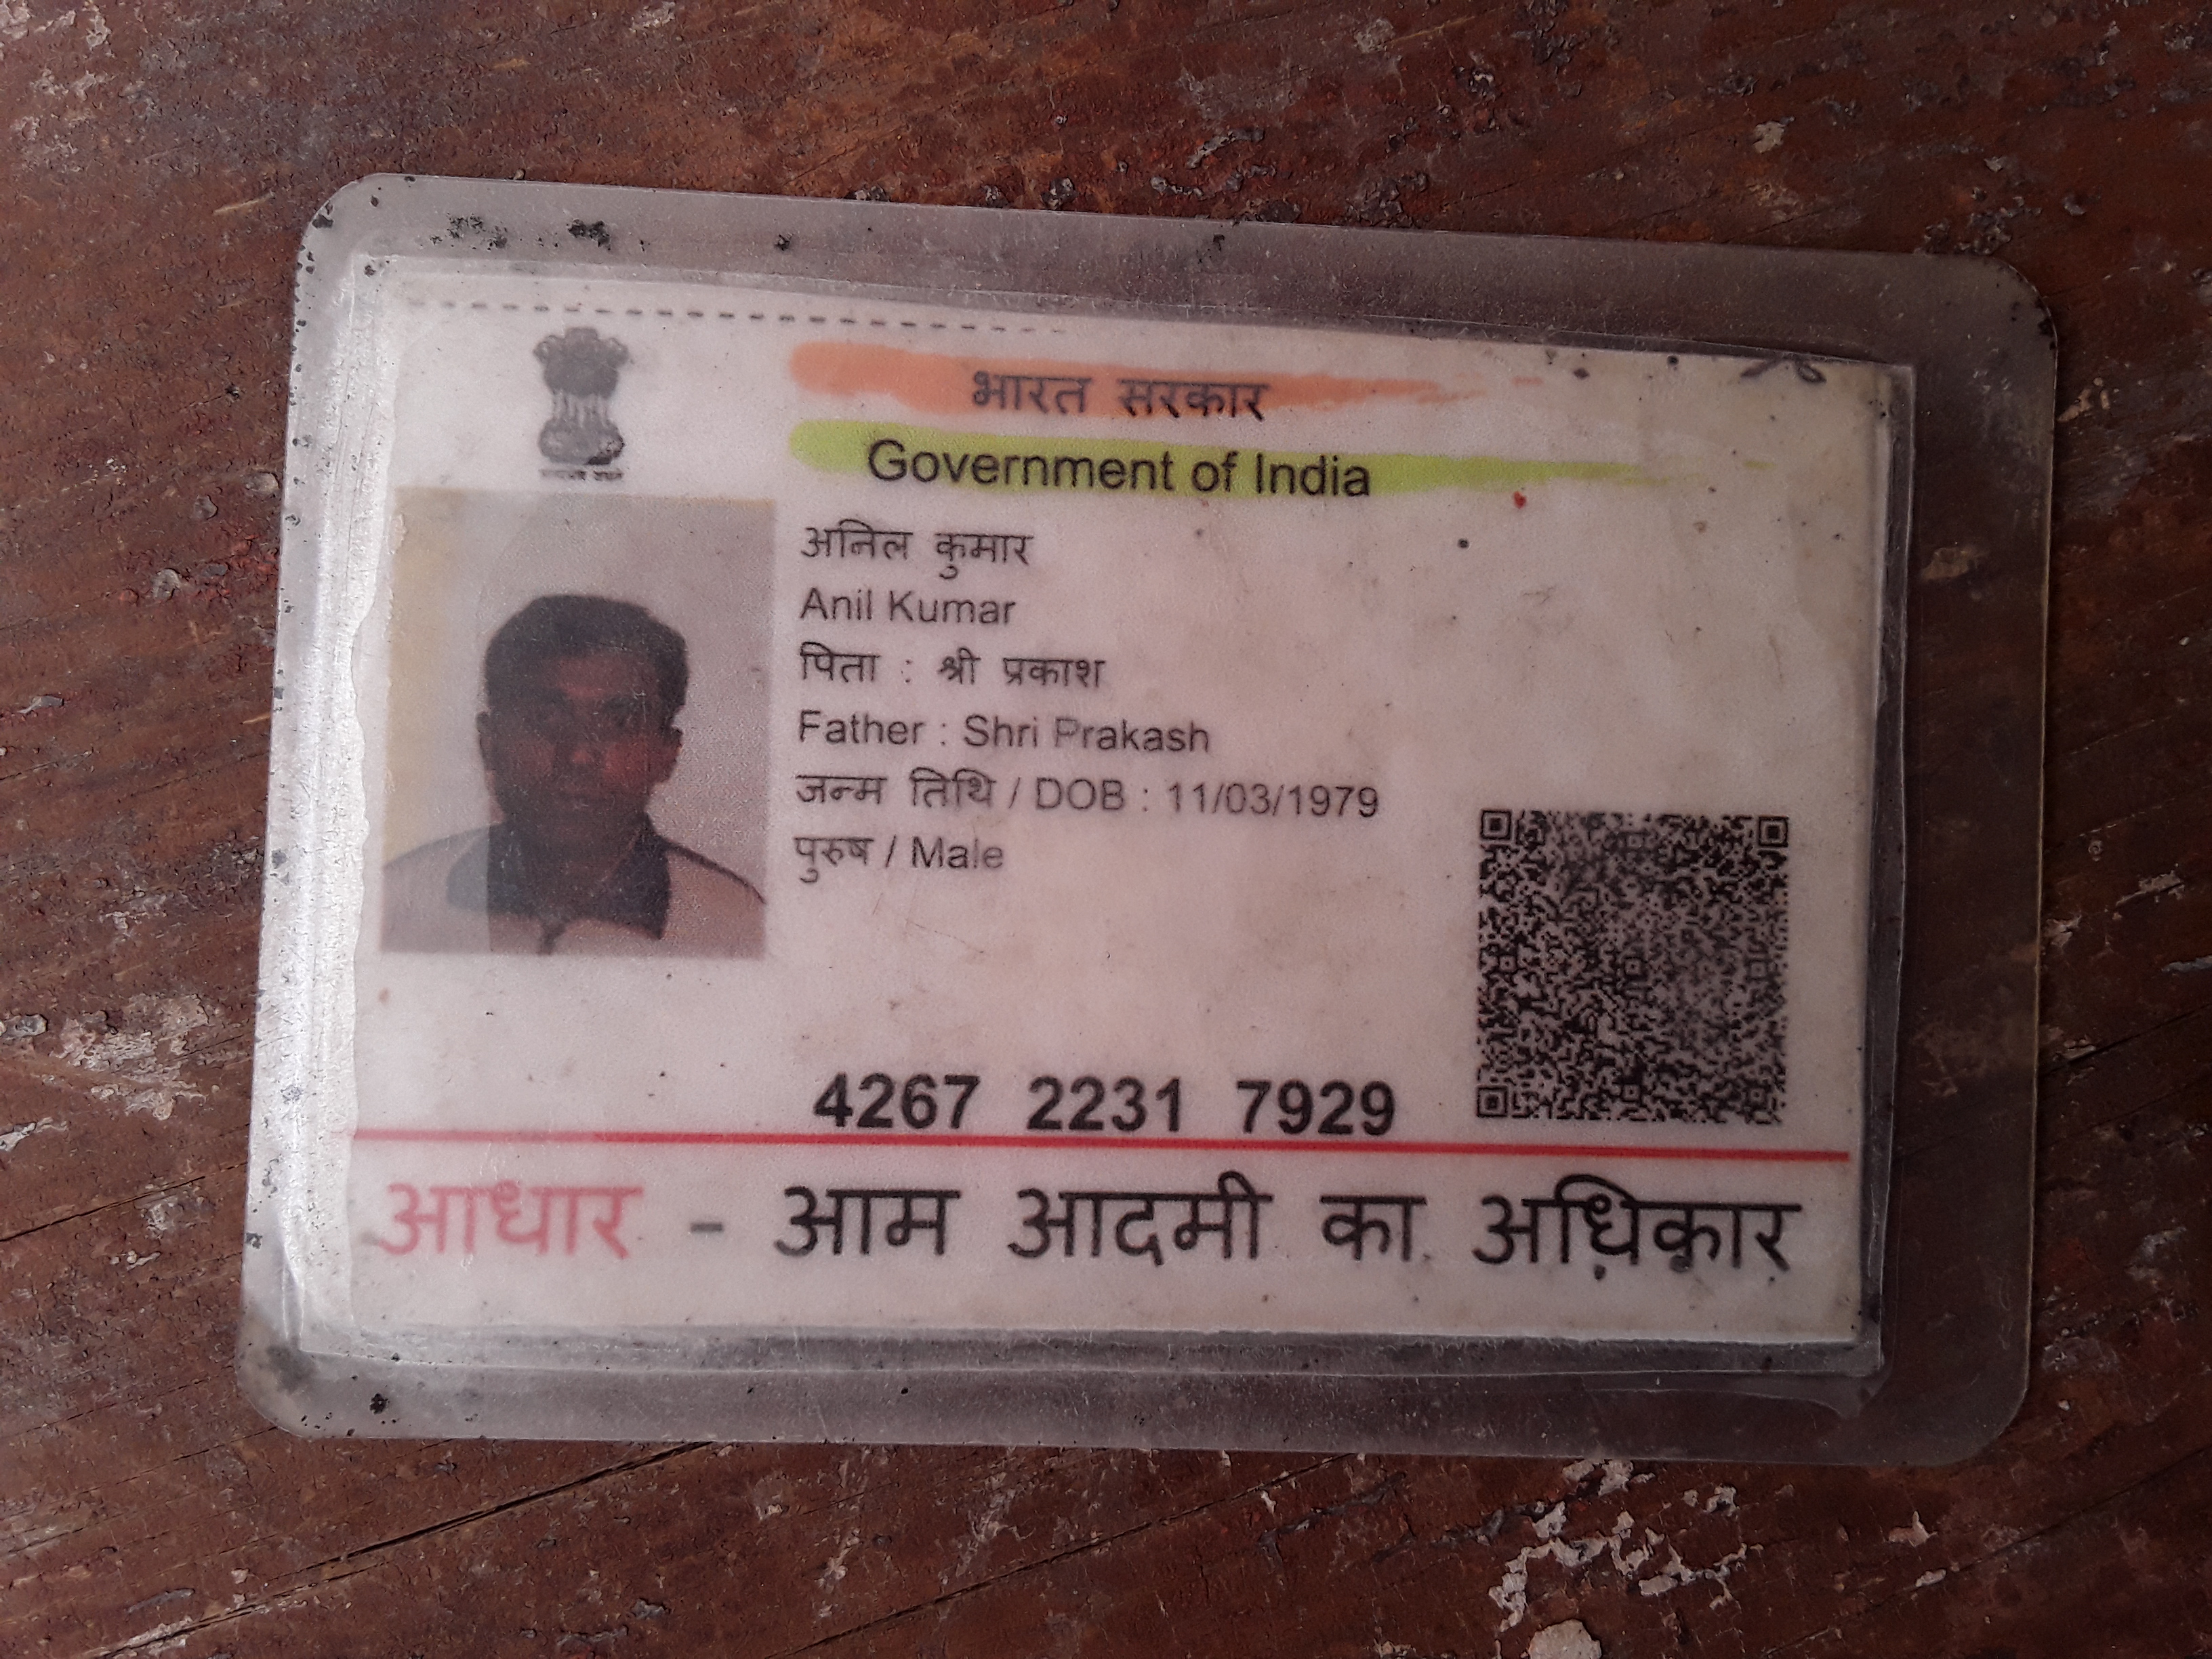 भारत सरकार
Government of India
अनिल कुमार
Anil Kumar
पिता : श्री प्रकाश
Father : Shri Prakash
जन्म तिथि / DOB : 11/03/1979
पुरुष / Male
4267 2231 7929
आधार - आम आदमी का अधिकार